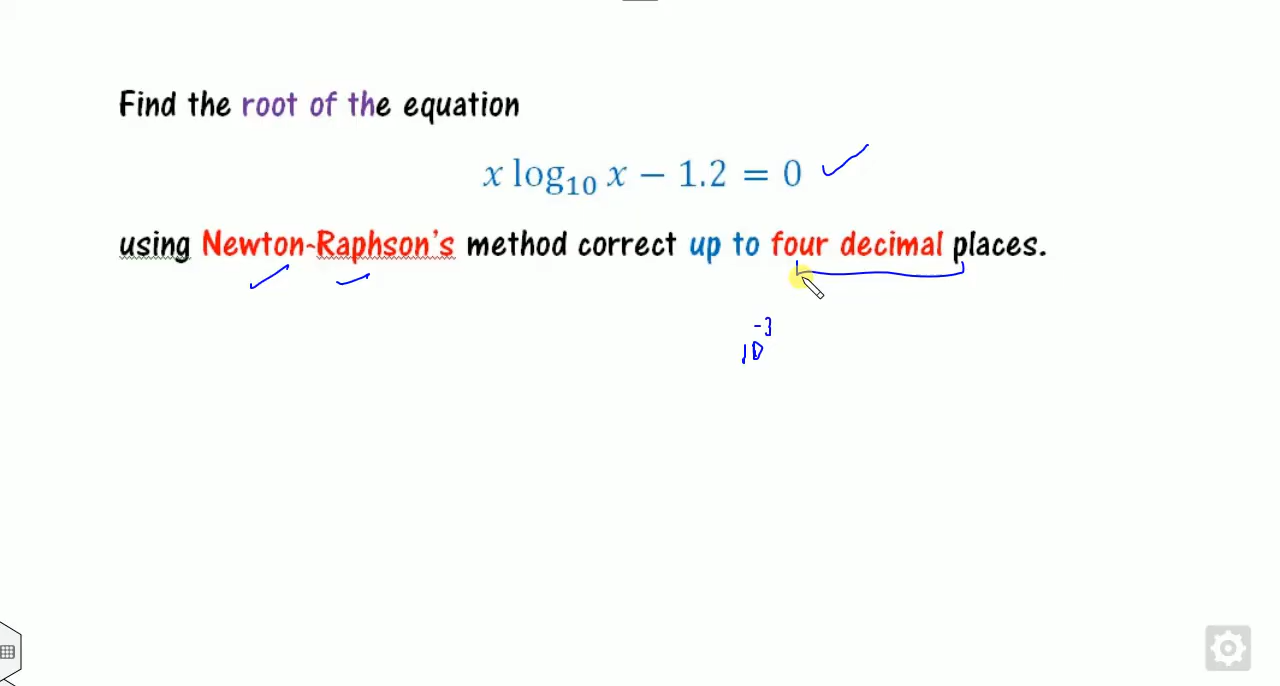 Find the root of the equation
x log₁₀ x − 1.2 = 0
using Newton-Raphson's method correct up to four decimal places.
10⁻³